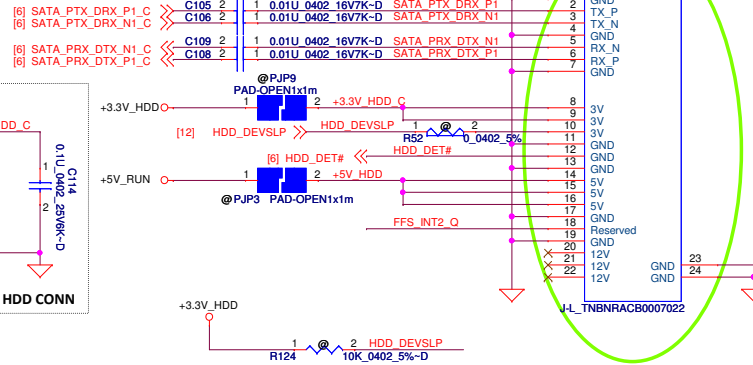 GND
C105 2 1 0.01U_0402_16V7K~D SATA_PTX_DRX_P1 2 TX_P
[6] SATA_PTX_DRX_P1_C
C106 2 1 0.01U_0402_16V7K~D SATA_PTX_DRX_N1 3 TX_N
[6] SATA_PTX_DRX_N1_C
4 GND
C109 2 1 0.01U_0402_16V7K~D SATA_PRX_DTX_N1 5 RX_N
[6] SATA_PRX_DTX_N1_C
C108 2 1 0.01U_0402_16V7K~D SATA_PRX_DTX_P1 6 RX_P
[6] SATA_PRX_DTX_P1_C
7 GND
@PJP9
PAD-OPEN1x1m
+3.3V_HDD 1 2 +3.3V_HDD_C 8 3V
9 3V
[12] HDD_DEVSLP HDD_DEVSLP 1 @ 2 10 3V
R52 0_0402_5% 11 GND
[6] HDD_DET# HDD_DET# 12 GND
13 GND
+5V_RUN 1 2 +5V_HDD 14 5V
15 5V
@PJP3 PAD-OPEN1x1m 16 5V
17 GND
FFS_INT2_Q 18 Reserved
19 GND
20 12V
21 12V GND 23
22 12V GND 24
J-L_TNBNRACB0007022
DD_C
1
2
0.1U_0402_25V6K~D
C114
HDD CONN
+3.3V_HDD
1 @ 2 HDD_DEVSLP
R124 10K_0402_5%~D